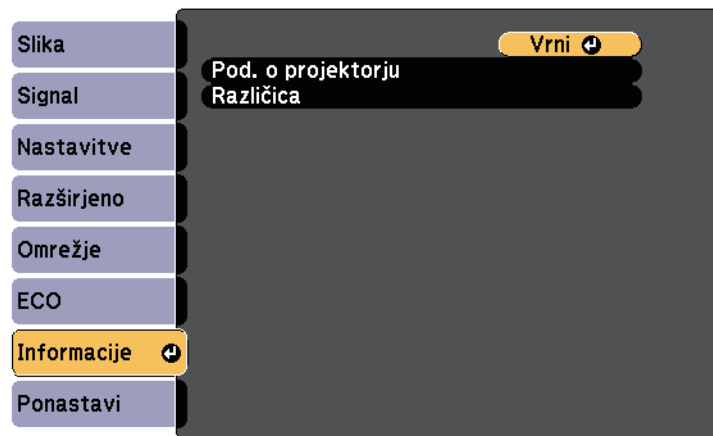 Slika
Signal
Nastavitve
Razširjeno
Omrežje
ECO
Informacije
Ponastavi
Vrni
Pod. o projektorju
Različica